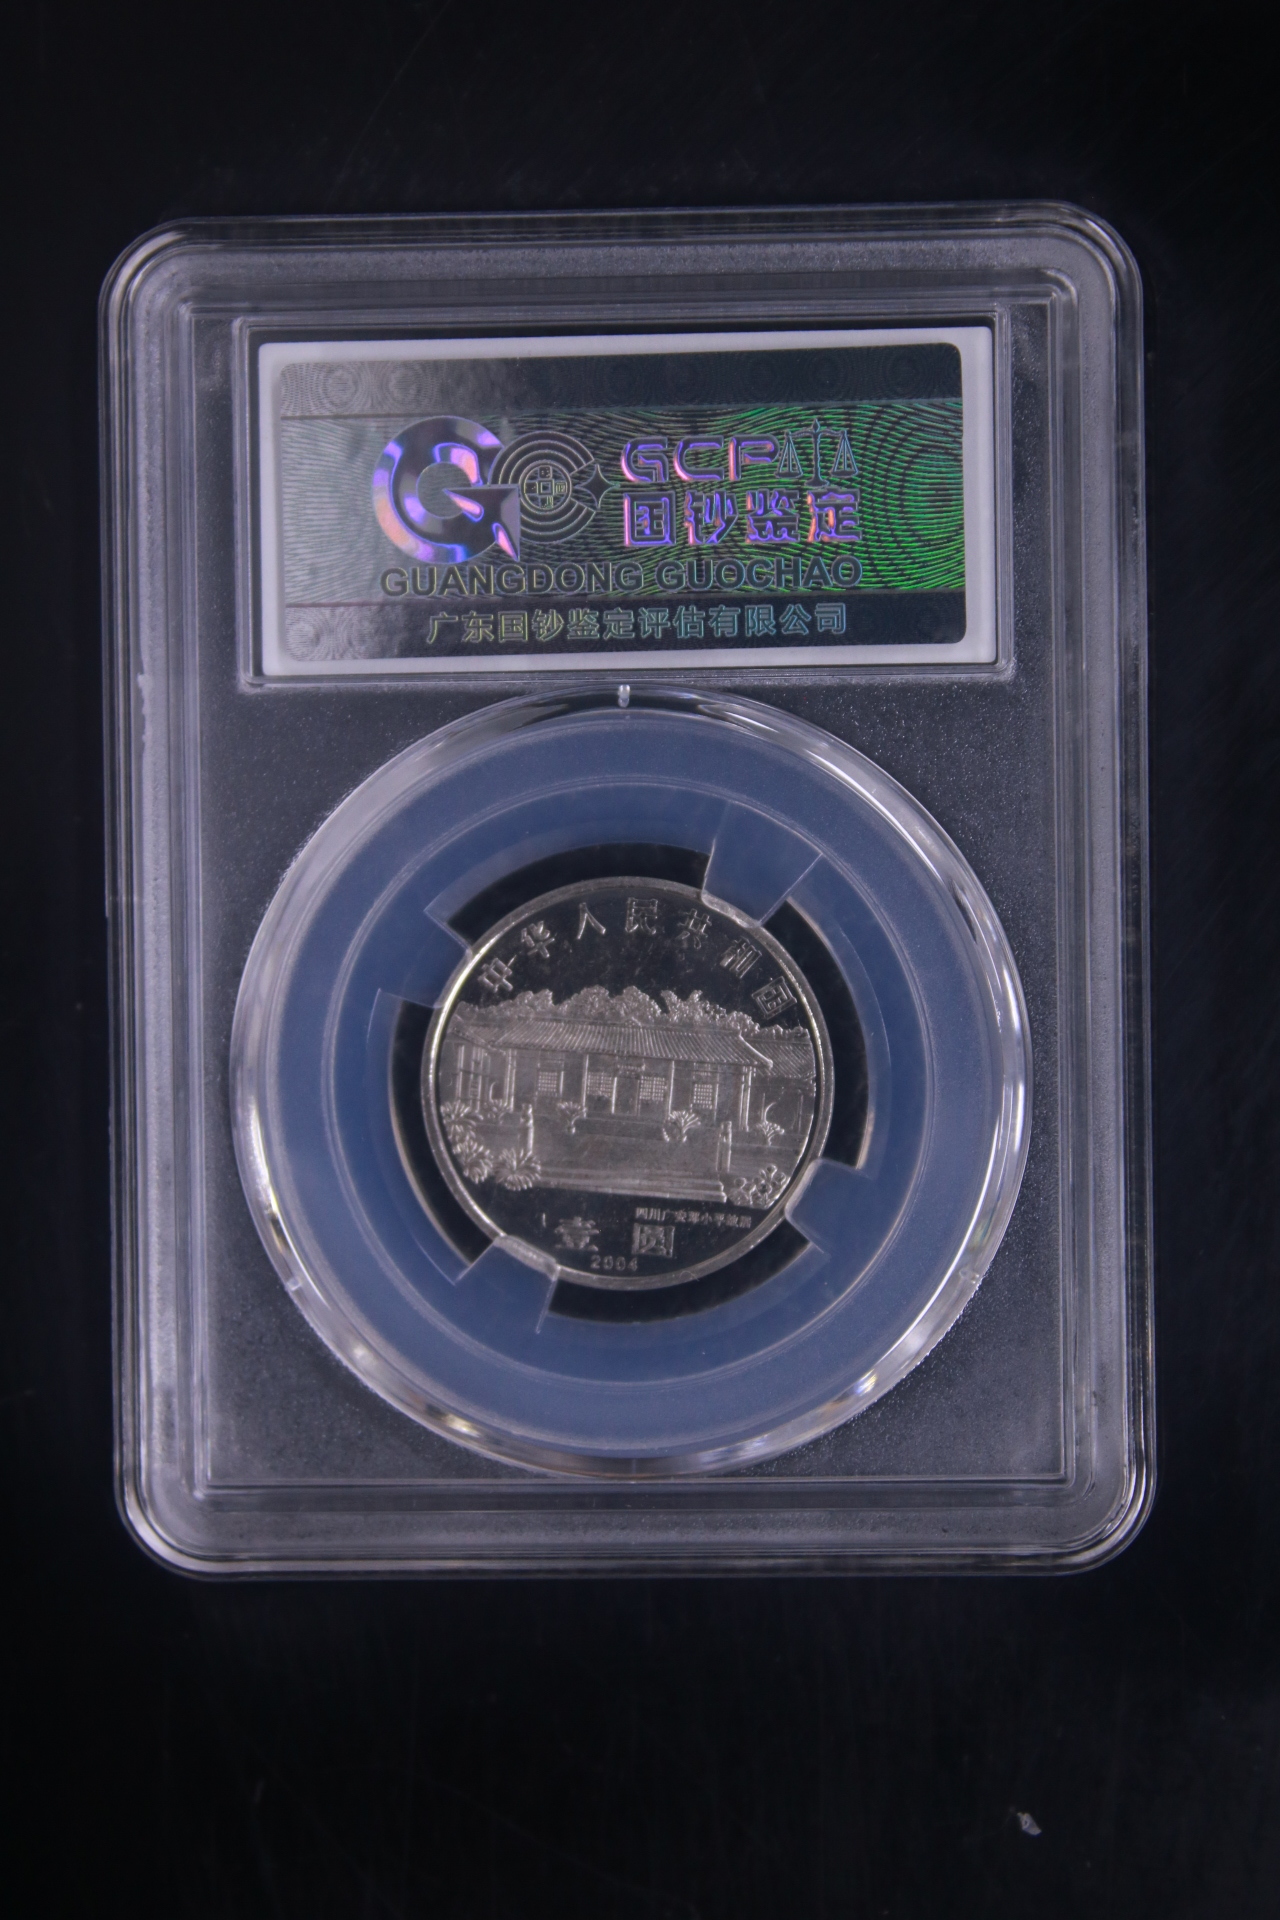 GCP
国钞鉴定
GUANGDONG GUOCHAO
广东国钞鉴定评估有限公司
中华人民共和国
四川广安邓小平故居
壹圆
2004